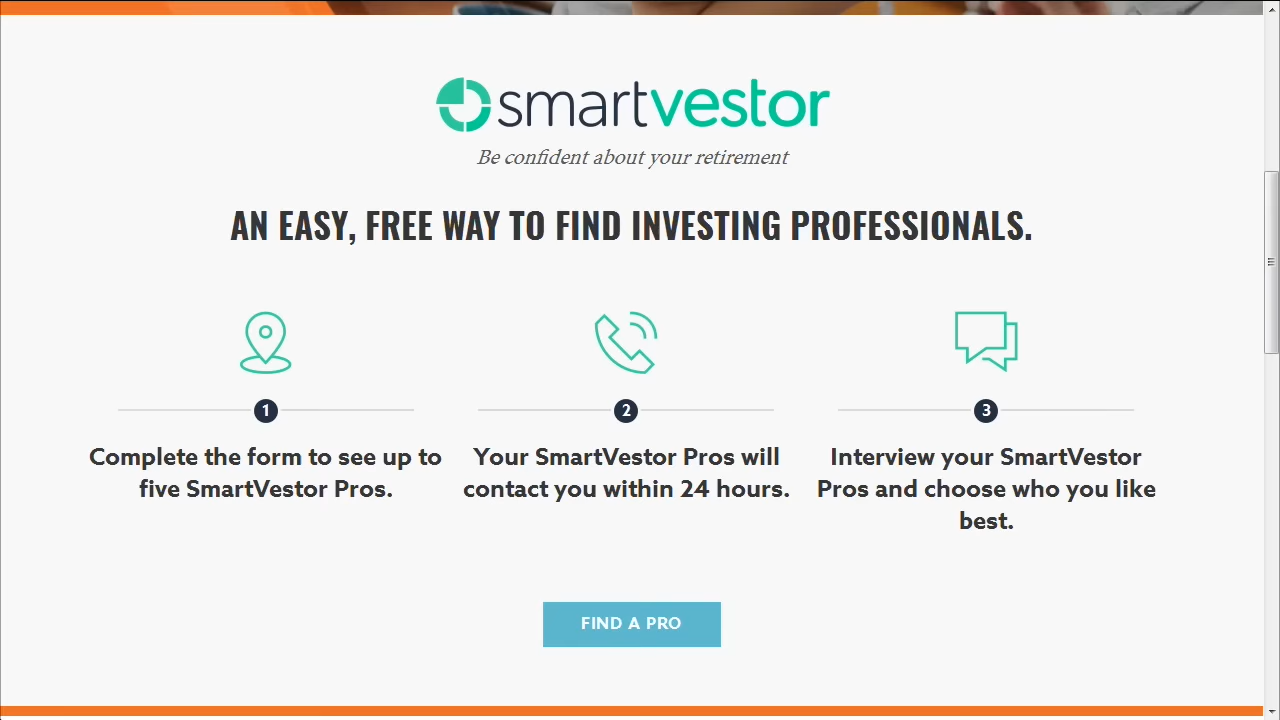 smartvestor
Be confident about your retirement
AN EASY, FREE WAY TO FIND INVESTING PROFESSIONALS.
1
Complete the form to see up to
five SmartVestor Pros.
2
Your SmartVestor Pros will
contact you within 24 hours.
3
Interview your SmartVestor
Pros and choose who you like
best.
FIND A PRO